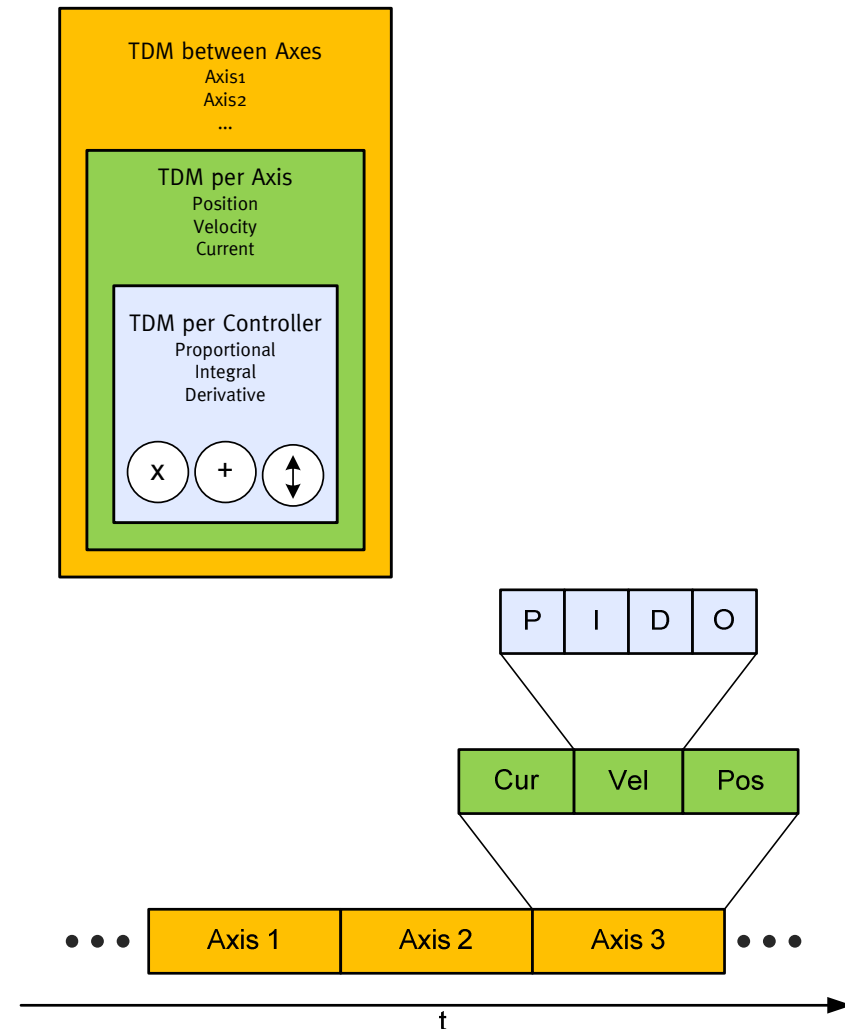 TDM between Axes
Axis1
Axis2
...
TDM per Axis
Position
Velocity
Current
TDM per Controller
Proportional
Integral
Derivative
x + ↕
P I D O
Cur Vel Pos
Axis 1 Axis 2 Axis 3
t